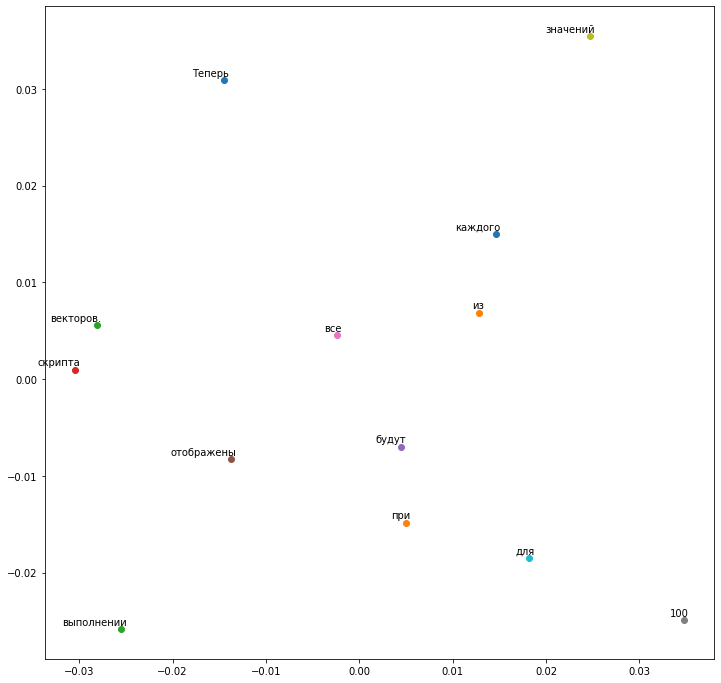 значений
Теперь
0.03
0.02
каждого
0.01
из
векторов.
все
скрипта
0.00
будут
отображены
−0.01
при
для
−0.02
100
выполнении
−0.03 −0.02 −0.01 0.00 0.01 0.02 0.03